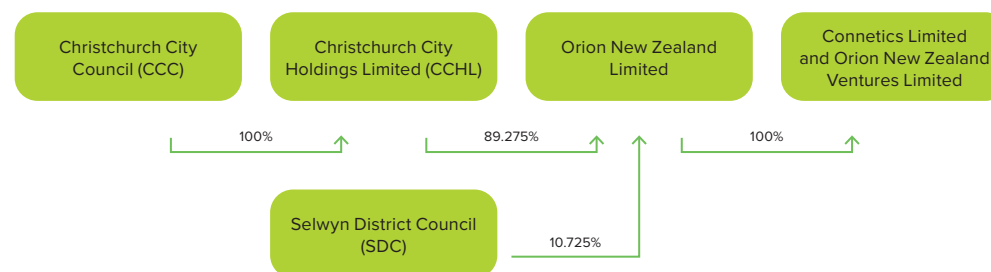 Christchurch City
Council (CCC)
Christchurch City
Holdings Limited (CCHL)
Orion New Zealand
Limited
Connetics Limited
and Orion New Zealand
Ventures Limited
100%
89.275%
100%
Selwyn District Council
(SDC)
10.725%